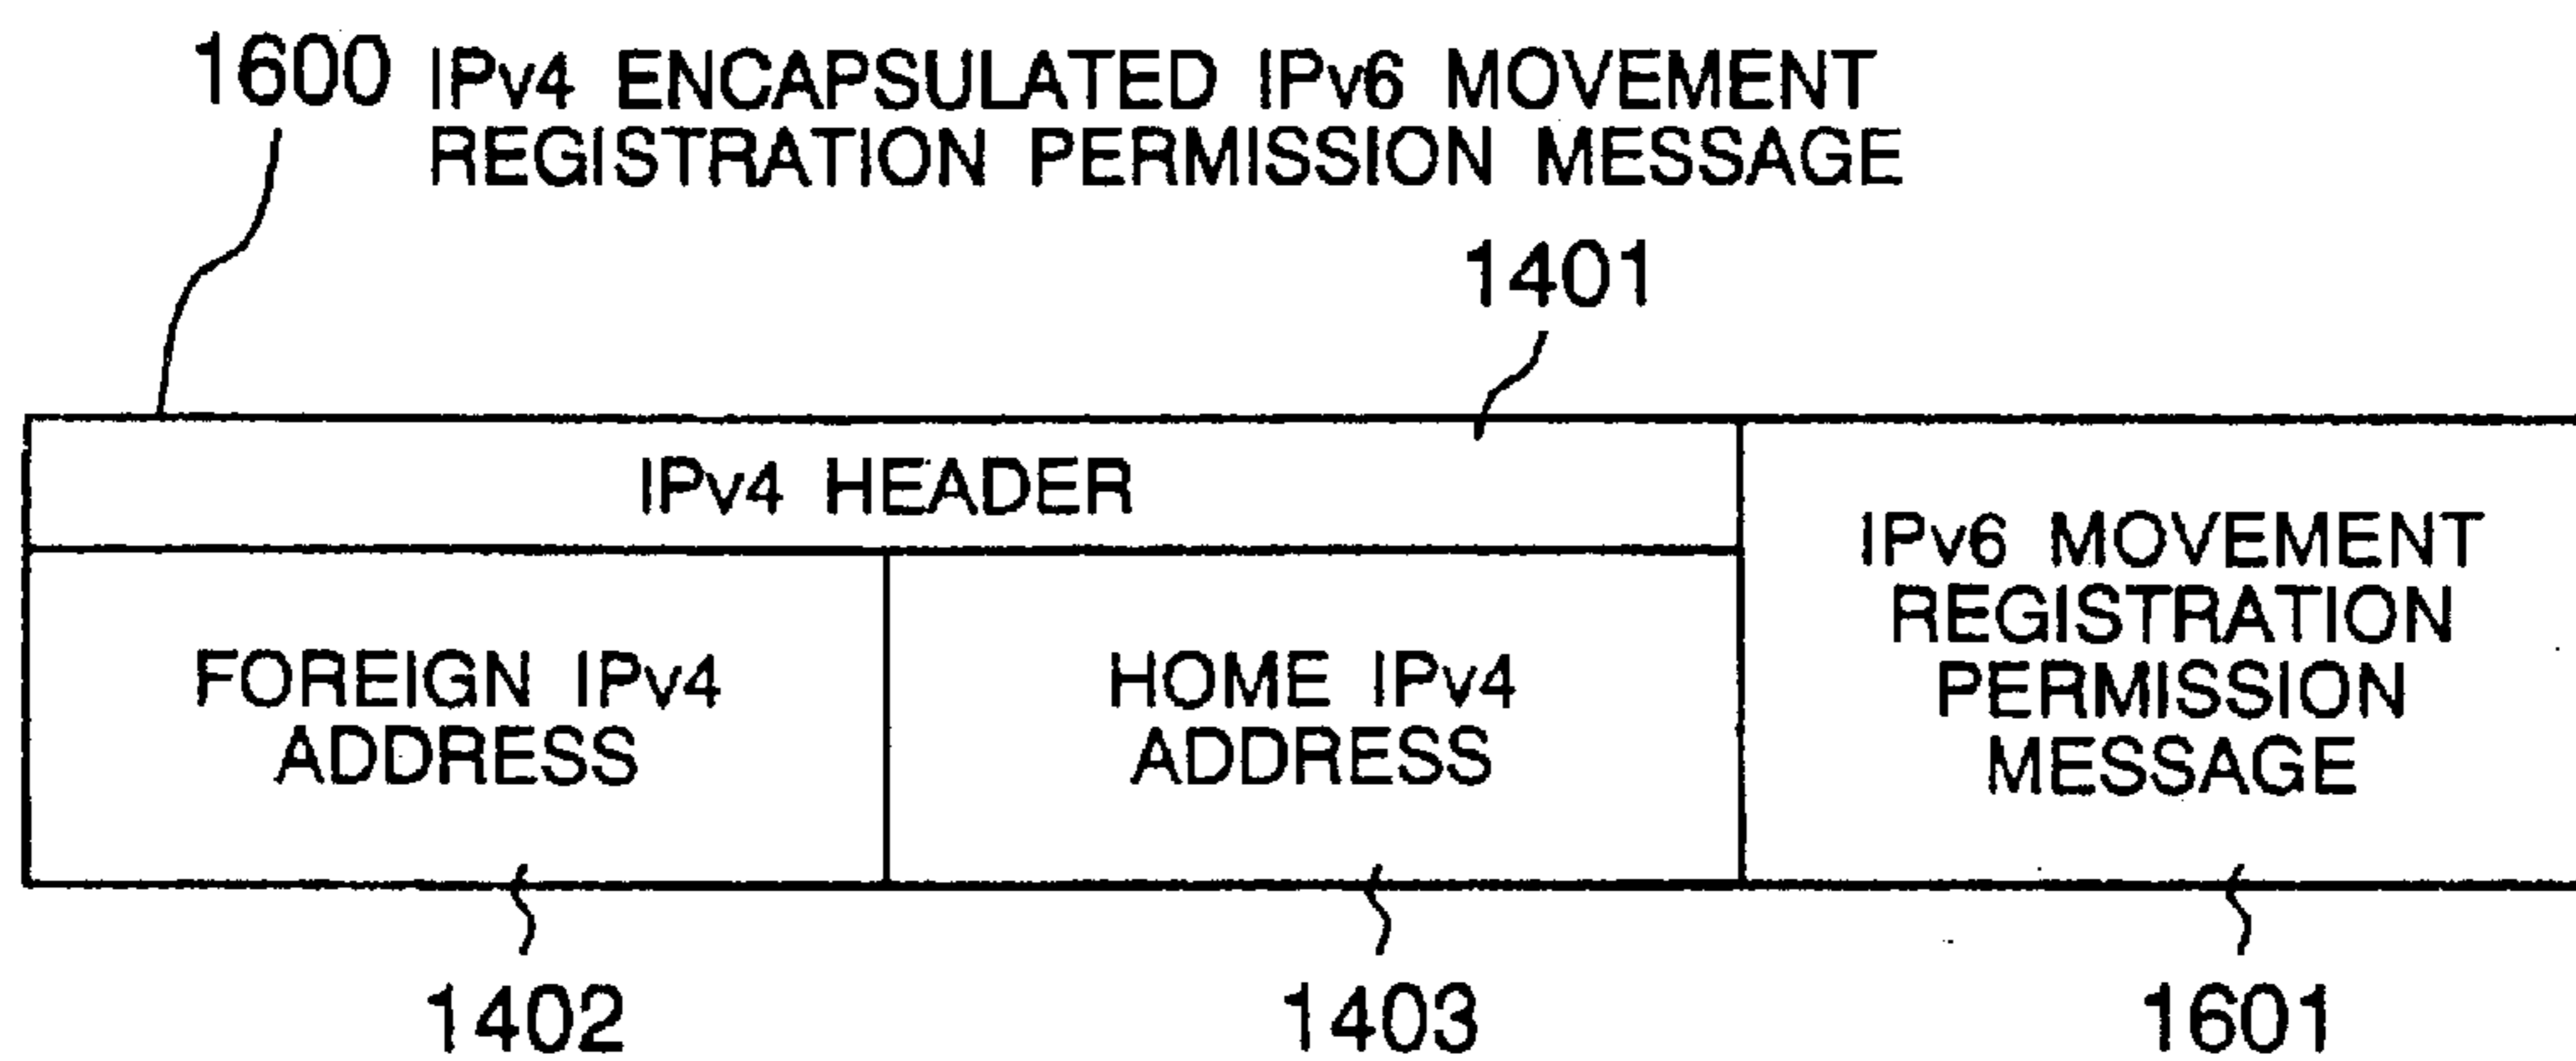 1600 IPv4 ENCAPSULATED IPv6 MOVEMENT
REGISTRATION PERMISSION MESSAGE
1401
IPv4 HEADER
FOREIGN IPv4
ADDRESS
HOME IPv4
ADDRESS
IPv6 MOVEMENT
REGISTRATION
PERMISSION
MESSAGE
1402
1403
1601